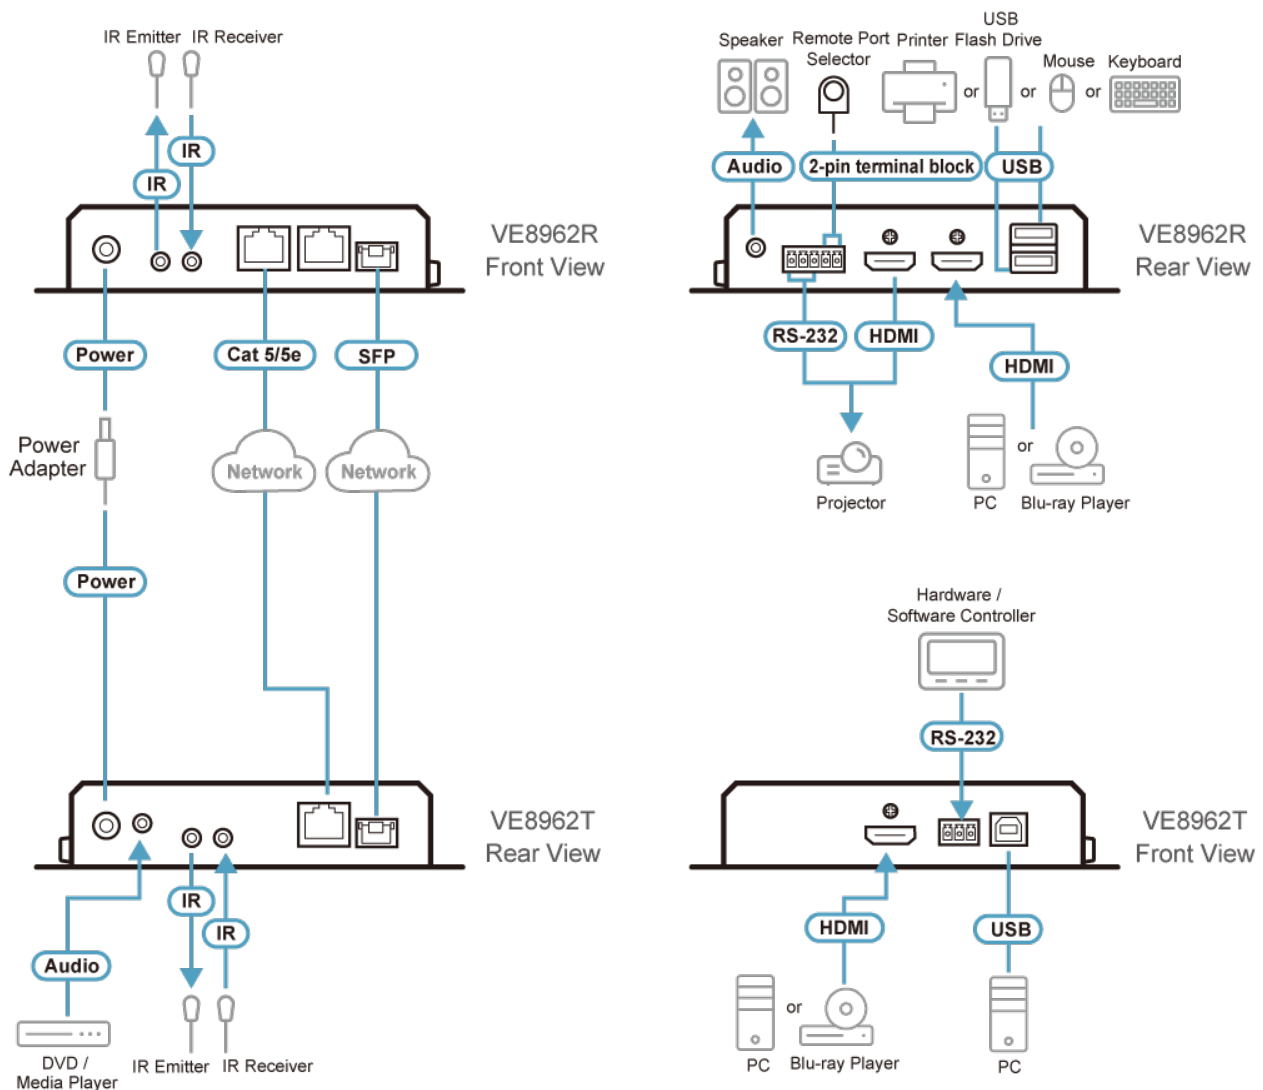 IR Emitter IR Receiver
IR
IR
VE8962R
Front View
Power
Cat 5/5e
SFP
Power
Adapter
Network
Network
Power
VE8962T
Rear View
IR
IR
Audio
DVD /
Media Player
IR Emitter
IR Receiver
Speaker
Remote Port
Selector
Printer
or
USB
Flash Drive
or
Mouse
or
Keyboard
Audio
2-pin terminal block
USB
VE8962R
Rear View
RS-232
HDMI
HDMI
Projector
PC
or
Blu-ray Player
Hardware /
Software Controller
RS-232
VE8962T
Front View
HDMI
USB
PC
or
Blu-ray Player
PC